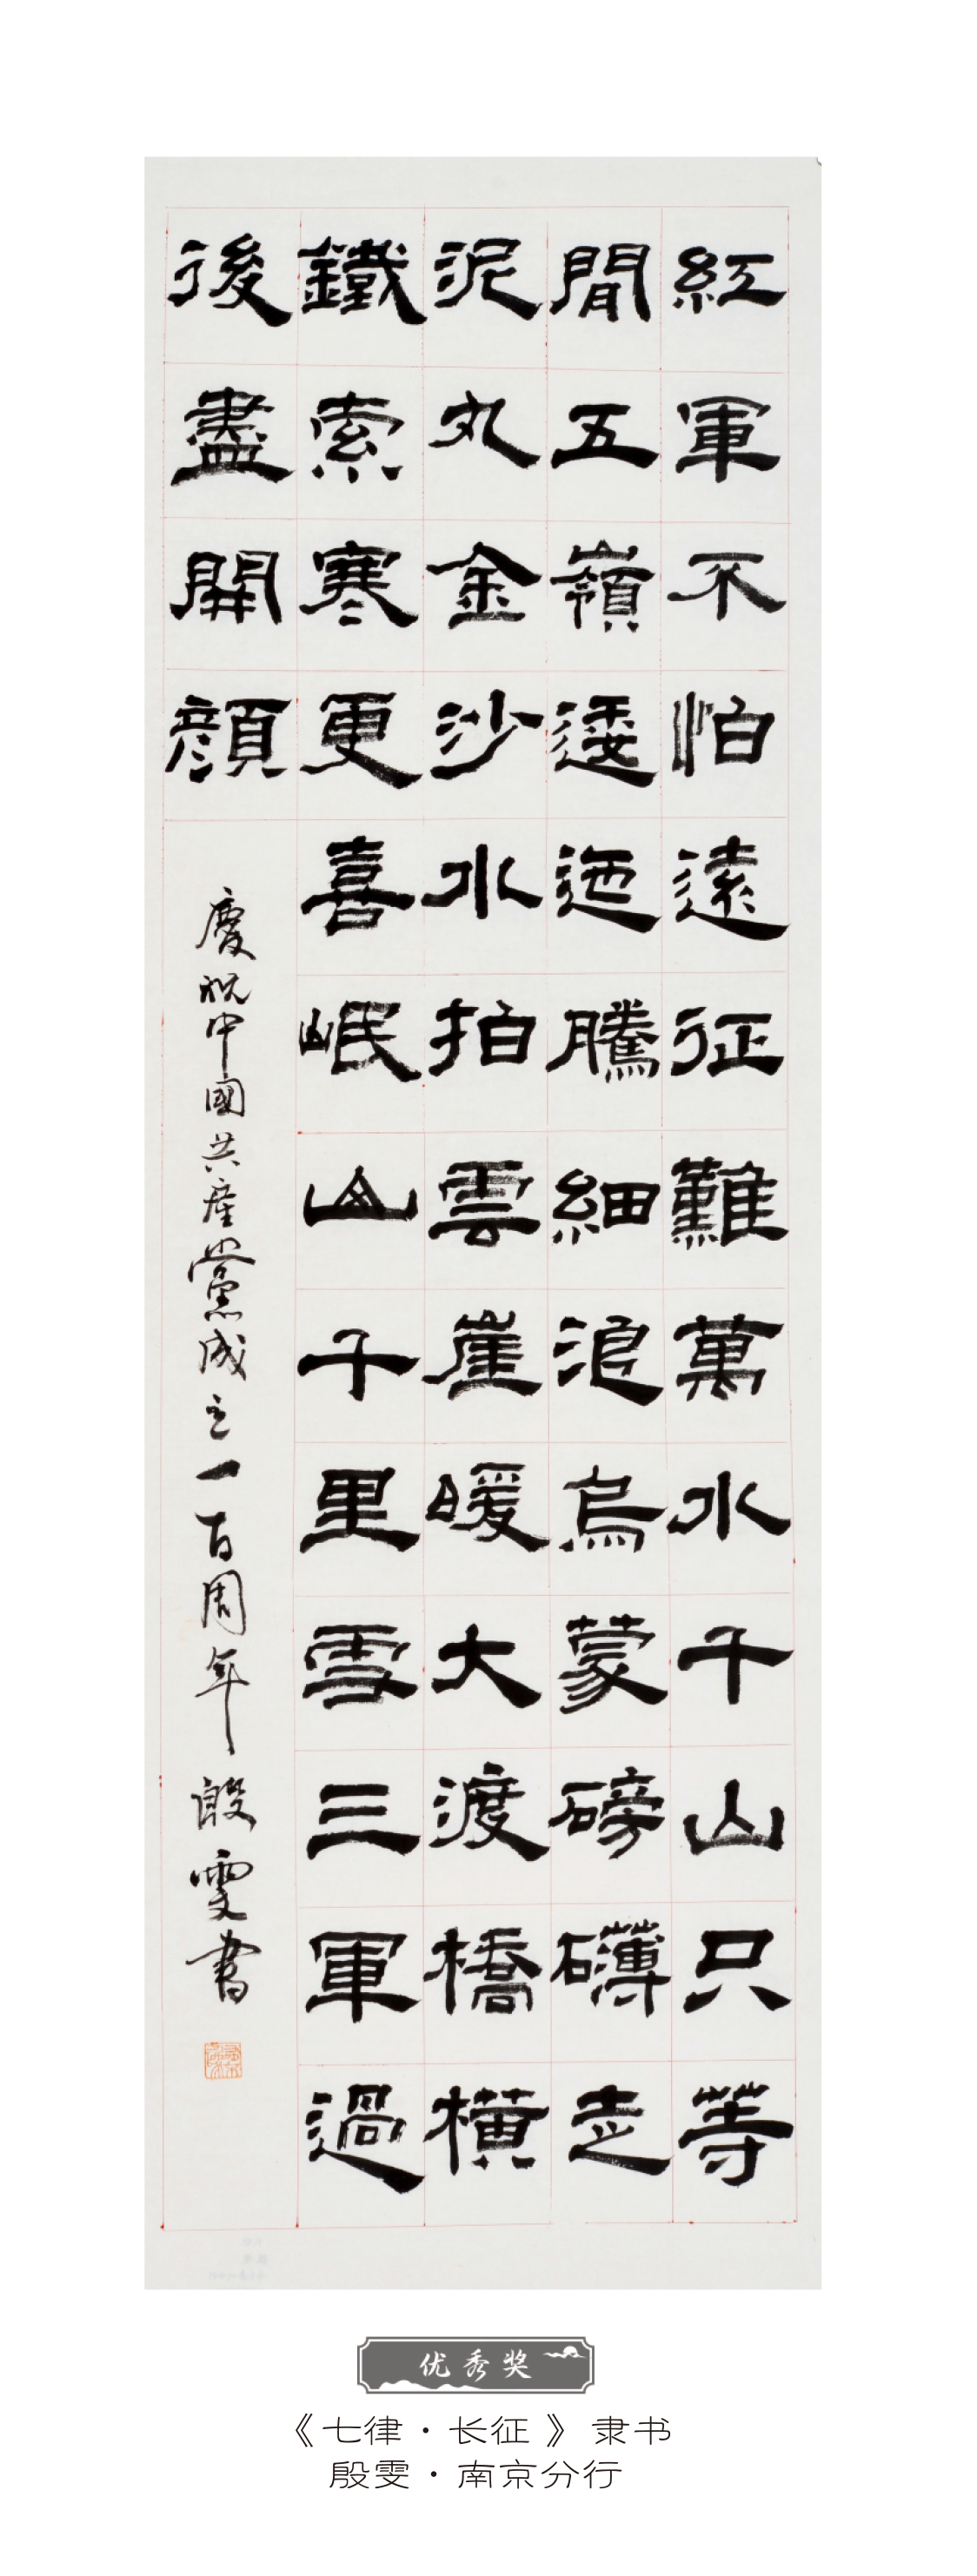 紅軍不怕遠征難萬水千山只等
閒五嶺逶迤騰細浪烏蒙磅礴走
泥丸金沙水拍雲崖暖大渡橋橫
鐵索寒更喜岷山千里雪三軍過
後盡開顏
慶祝中國共產黨成立一百周年 殷雯書
优秀奖
《七律·长征》隶书
殷雯·南京分行